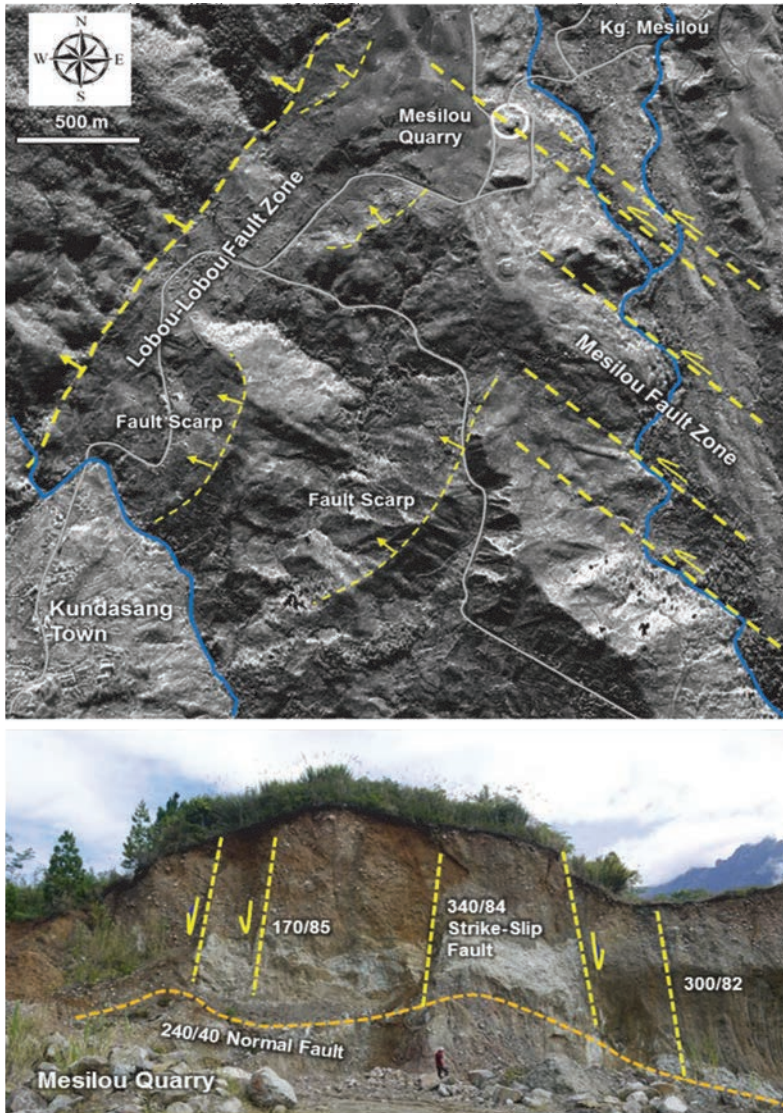 N
W E
S
500 m
Kg. Mesilou
Mesilou
Quarry
Lobou-Lobou Fault Zone
Mesilou Fault Zone
Fault Scarp
Fault Scarp
Kundasang
Town
170/85
340/84
Strike-Slip
Fault
300/82
240/40 Normal Fault
Mesilou Quarry